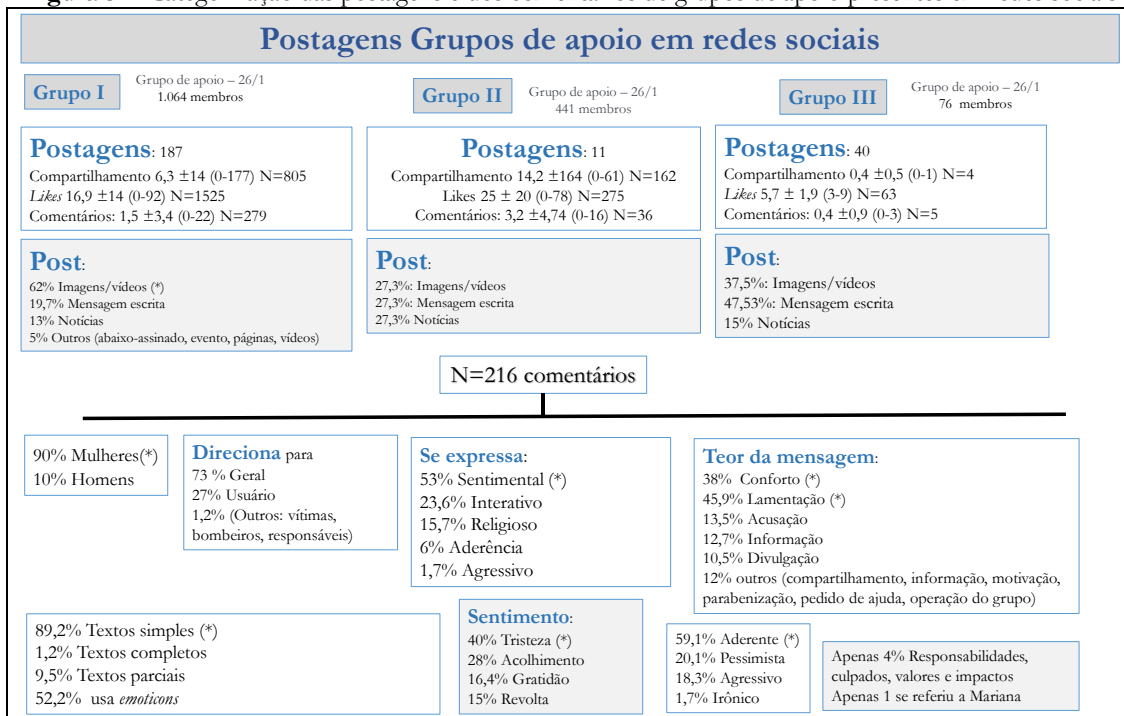 Postagens Grupos de apoio em redes sociais
Grupo I
Grupo de apoio – 26/1
1.064 membros
Grupo II
Grupo de apoio – 26/1
441 membros
Grupo III
Grupo de apoio – 26/1
76 membros
Postagens: 187
Compartilhamento 6,3 ±14 (0-177) N=805
Likes 16,9 ±14 (0-92) N=1525
Comentários: 1,5 ±3,4 (0-22) N=279
Postagens: 11
Compartilhamento 14,2 ±164 (0-61) N=162
Likes 25 ± 20 (0-78) N=275
Comentários: 3,2 ±4,74 (0-16) N=36
Postagens: 40
Compartilhamento 0,4 ±0,5 (0-1) N=4
Likes 5,7 ± 1,9 (3-9) N=63
Comentários: 0,4 ±0,9 (0-3) N=5
Post:
62% Imagens/vídeos (*)
19,7% Mensagem escrita
13% Notícias
5% Outros (abaixo-assinado, evento, páginas, vídeos)
Post:
27,3%: Imagens/vídeos
27,3%: Mensagem escrita
27,3% Notícias
Post:
37,5%: Imagens/vídeos
47,53%: Mensagem escrita
15% Notícias
N=216 comentários
90% Mulheres(*)
10% Homens
Direciona para
73 % Geral
27% Usuário
1,2% (Outros: vítimas,
bombeiros, responsáveis)
Se expressa:
53% Sentimental (*)
23,6% Interativo
15,7% Religioso
6% Aderência
1,7% Agressivo
Teor da mensagem:
38% Conforto (*)
45,9% Lamentação (*)
13,5% Acusação
12,7% Informação
10,5% Divulgação
12% outros (compartilhamento, informação, motivação,
parabenização, pedido de ajuda, operação do grupo)
89,2% Textos simples (*)
1,2% Textos completos
9,5% Textos parciais
52,2% usa emoticons
Sentimento:
40% Tristeza (*)
28% Acolhimento
16,4% Gratidão
15% Revolta
59,1% Aderente (*)
20,1% Pessimista
18,3% Agressivo
1,7% Irônico
Apenas 4% Responsabilidades,
culpados, valores e impactos
Apenas 1 se referiu a Mariana